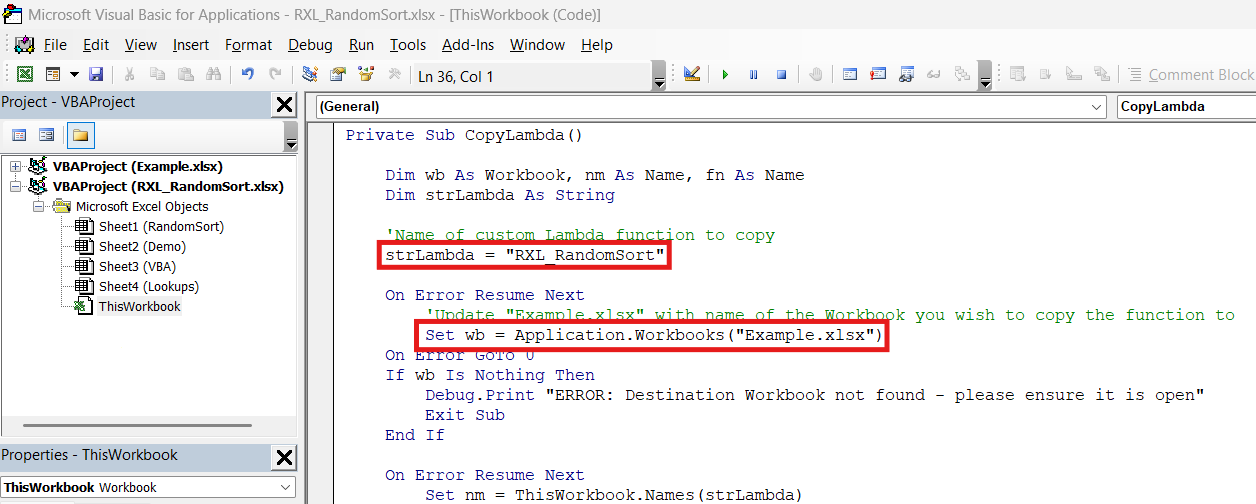 Microsoft Visual Basic for Applications - RXL_RandomSort.xlsx - [ThisWorkbook (Code)]
File Edit View Insert Format Debug Run Tools Add-Ins Window Help
Ln 36, Col 1
Comment Block
Project - VBAProject
VBAProject (Example.xlsx)
VBAProject (RXL_RandomSort.xlsx)
Microsoft Excel Objects
Sheet1 (RandomSort)
Sheet2 (Demo)
Sheet3 (VBA)
Sheet4 (Lookups)
ThisWorkbook
Properties - ThisWorkbook
ThisWorkbook Workbook
(General) CopyLambda
Private Sub CopyLambda()
Dim wb As Workbook, nm As Name, fn As Name
Dim strLambda As String
'Name of custom Lambda function to copy
strLambda = "RXL_RandomSort"
On Error Resume Next
'Update "Example.xlsx" with name of the Workbook you wish to copy the function to
Set wb = Application.Workbooks("Example.xlsx")
On Error GoTo 0
If wb Is Nothing Then
Debug.Print "ERROR: Destination Workbook not found - please ensure it is open"
Exit Sub
End If
On Error Resume Next
Set nm = ThisWorkbook.Names(strLambda)